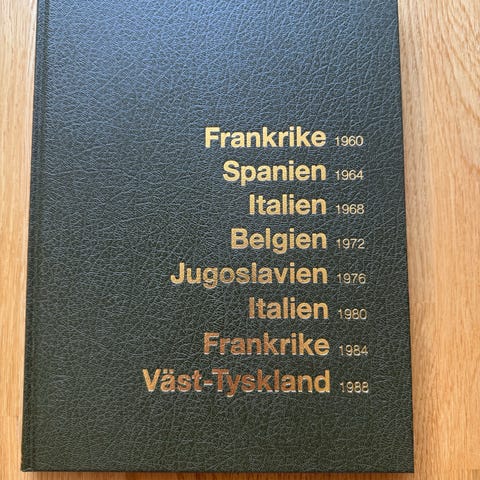 Frankrike 1960
Spanien 1964
Italien 1968
Belgien 1972
Jugoslavien 1976
Italien 1980
Frankrike 1984
Väst-Tyskland 1988